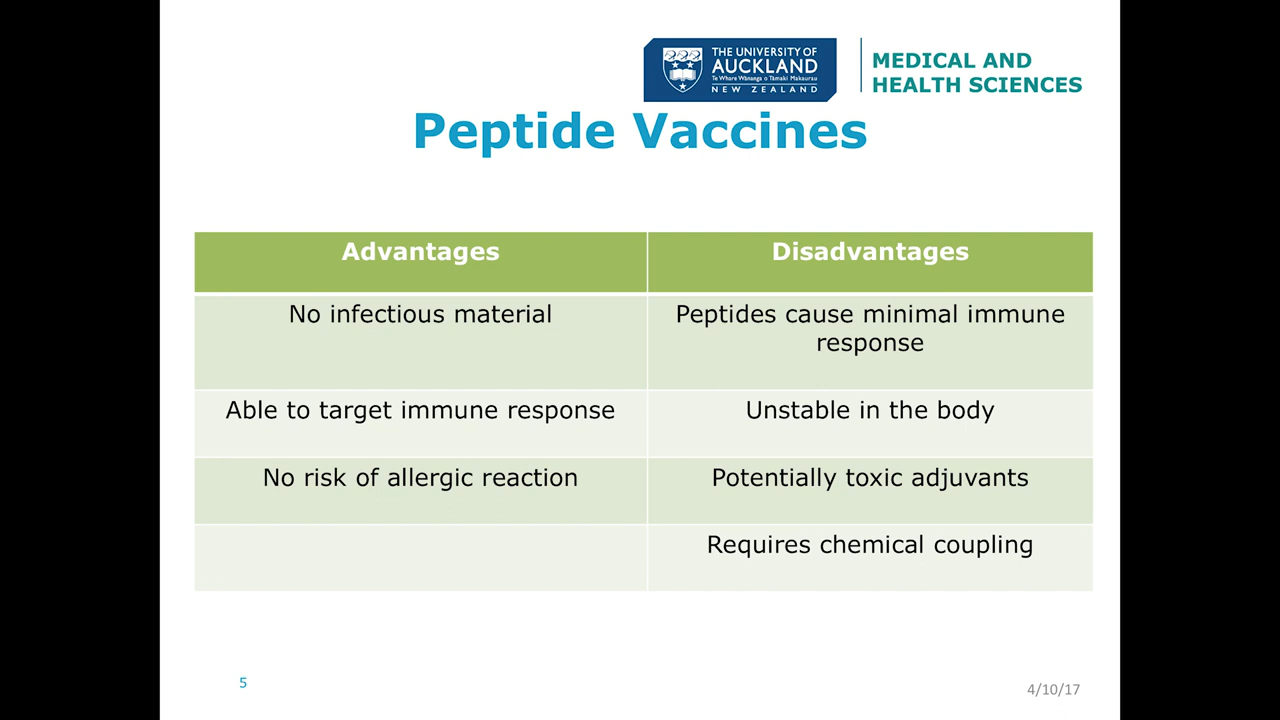 THE UNIVERSITY OF
AUCKLAND
Te Whare Wānanga o Tāmaki Makaurau
NEW ZEALAND
MEDICAL AND
HEALTH SCIENCES
Peptide Vaccines
Advantages
Disadvantages
No infectious material
Peptides cause minimal immune
response
Able to target immune response
Unstable in the body
No risk of allergic reaction
Potentially toxic adjuvants
Requires chemical coupling
5
4/10/17